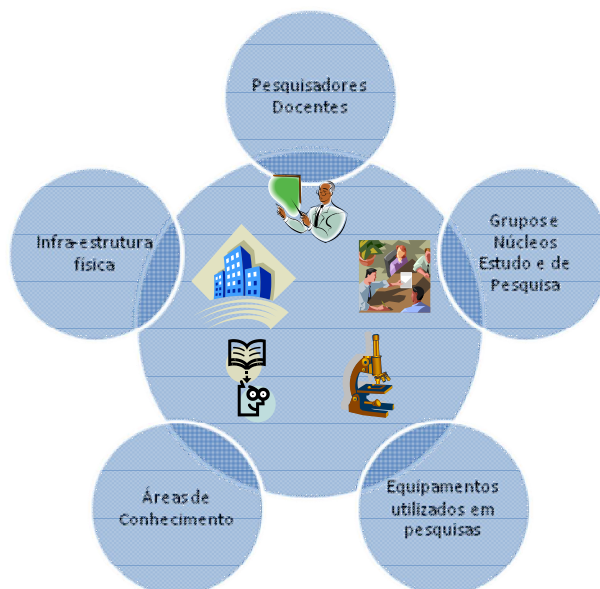 Pesquisadores
Docentes
Infra-estrutura
física
Grupos e
Núcleos
Estudo e de
Pesquisa
Áreas de
Conhecimento
Equipamentos
utilizados em
pesquisas